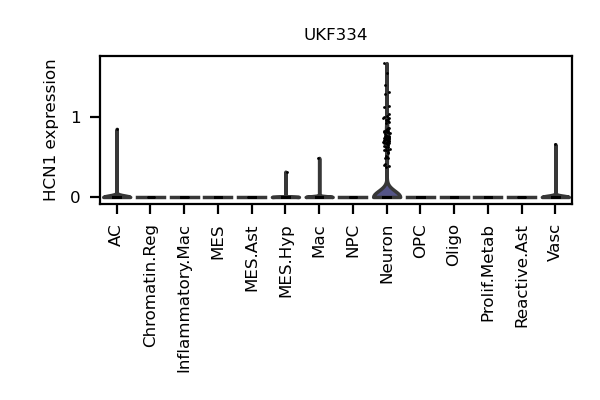 UKF334
HCN1 expression
1
0
AC
Chromatin.Reg
Inflammatory.Mac
MES
MES.Ast
MES.Hyp
Mac
NPC
Neuron
OPC
Oligo
Prolif.Metab
Reactive.Ast
Vasc